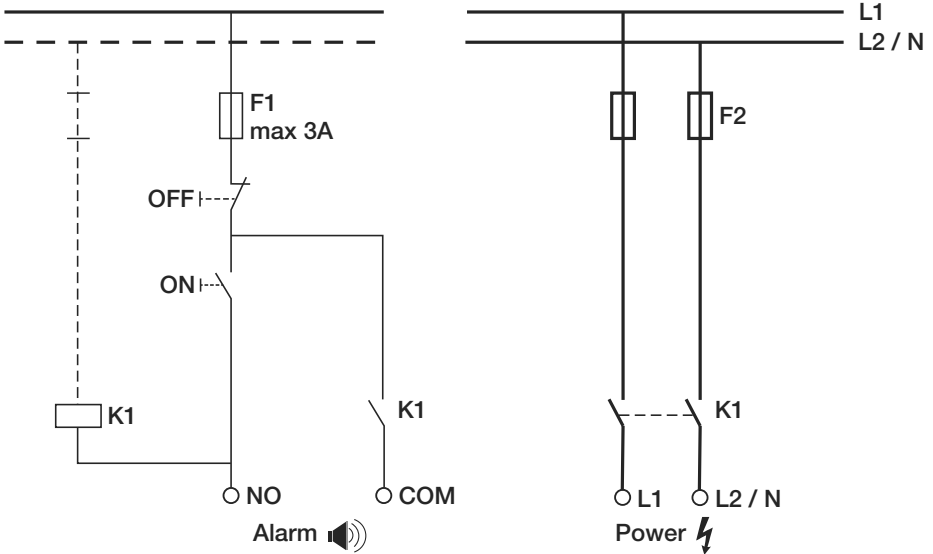 L1
L2 / N
F1
max 3A
F2
OFF
ON
K1
K1
K1
NO
COM
L1
L2 / N
Alarm
Power